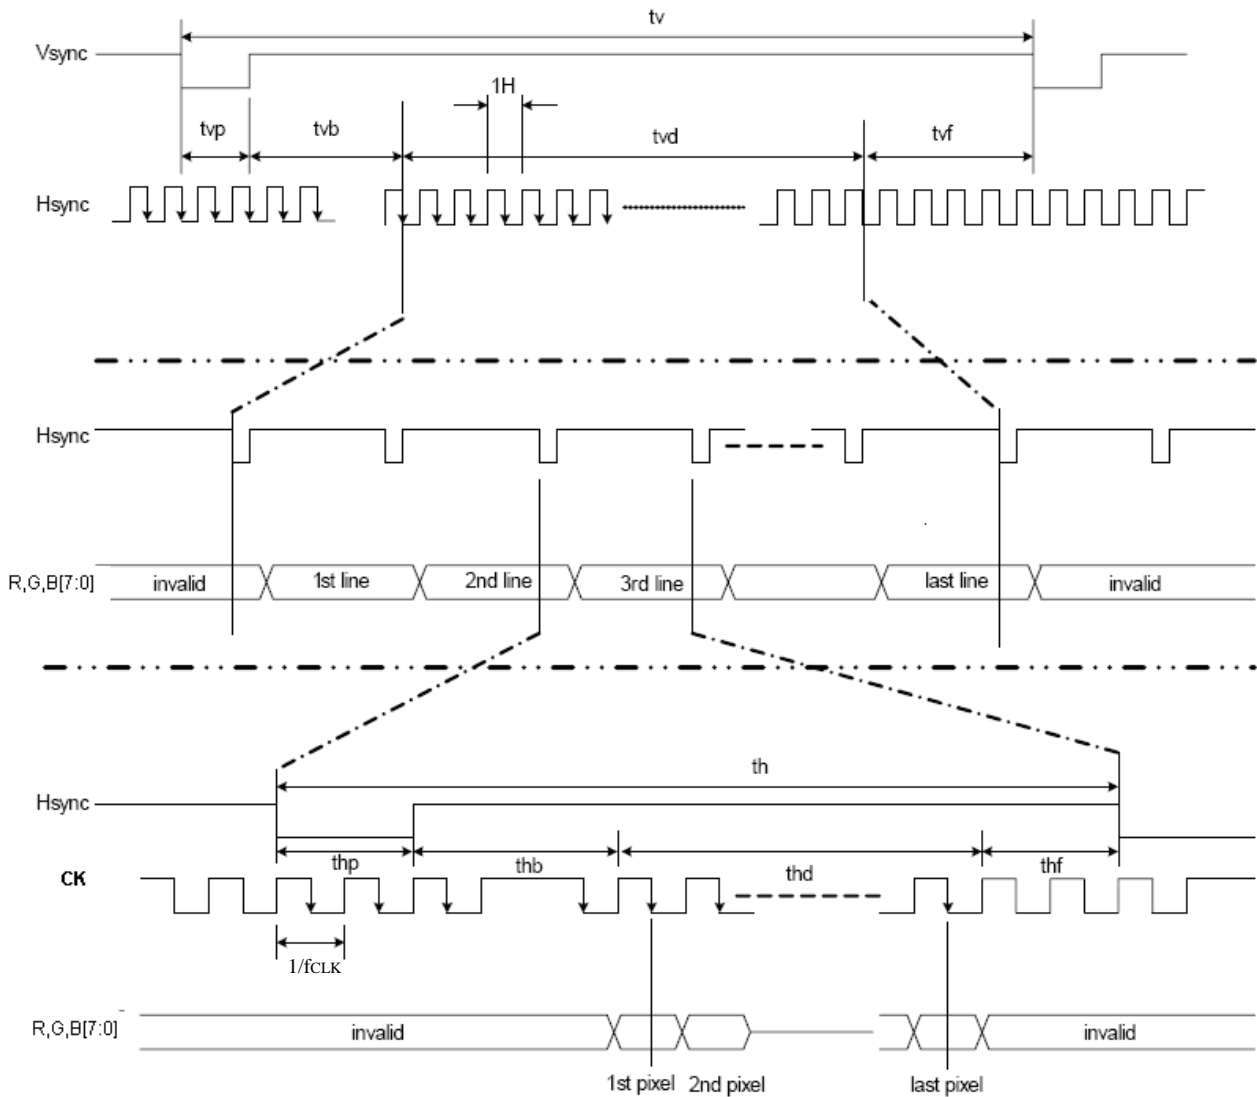 tv
Vsync
1H
tvp
tvb
tvd
tvf
Hsync
Hsync
R,G,B[7:0]
invalid
1st line
2nd line
3rd line
last line
invalid
th
Hsync
thp
thb
thd
thf
CK
1/fCLK
R,G,B[7:0]
invalid
invalid
1st pixel
2nd pixel
last pixel